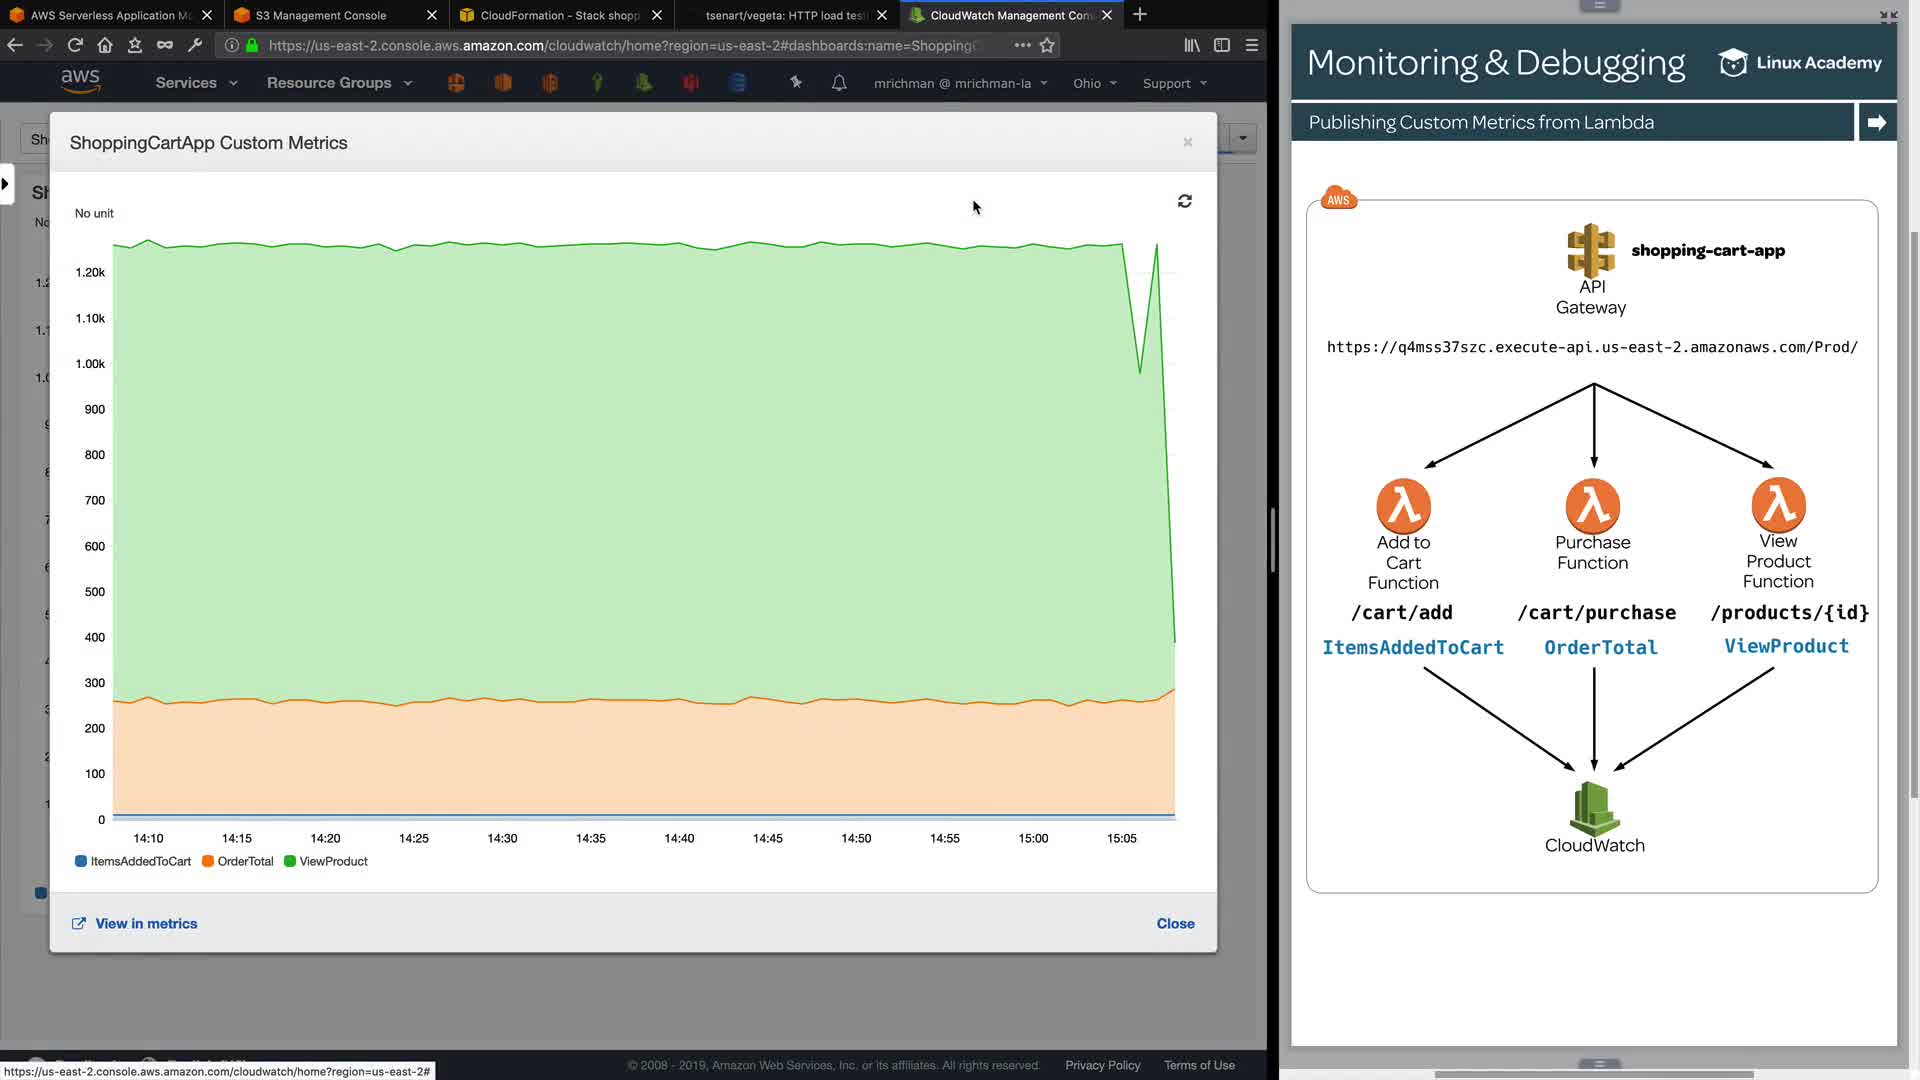 AWS Serverless Application Mo
S3 Management Console
CloudFormation - Stack shopp
tsenart/vegeta: HTTP load test
CloudWatch Management Con
https://us-east-2.console.aws.amazon.com/cloudwatch/home?region=us-east-2#dashboards:name=ShoppingC
aws
Services
Resource Groups
mrichman @ mrichman-la
Ohio
Support
ShoppingCartApp Custom Metrics
No unit
1.20k
1.10k
1.00k
900
800
700
600
500
400
300
200
100
0
14:10
14:15
14:20
14:25
14:30
14:35
14:40
14:45
14:50
14:55
15:00
15:05
ItemsAddedToCart
OrderTotal
ViewProduct
View in metrics
Close
© 2008 - 2019, Amazon Web Services, Inc. or its affiliates. All rights reserved.
Privacy Policy
Terms of Use
https://us-east-2.console.aws.amazon.com/cloudwatch/home?region=us-east-2#
Monitoring & Debugging
Linux Academy
Publishing Custom Metrics from Lambda
AWS
shopping-cart-app
API
Gateway
https://q4mss37szc.execute-api.us-east-2.amazonaws.com/Prod/
Add to
Cart
Function
Purchase
Function
View
Product
Function
/cart/add
/cart/purchase
/products/{id}
ItemsAddedToCart
OrderTotal
ViewProduct
CloudWatch